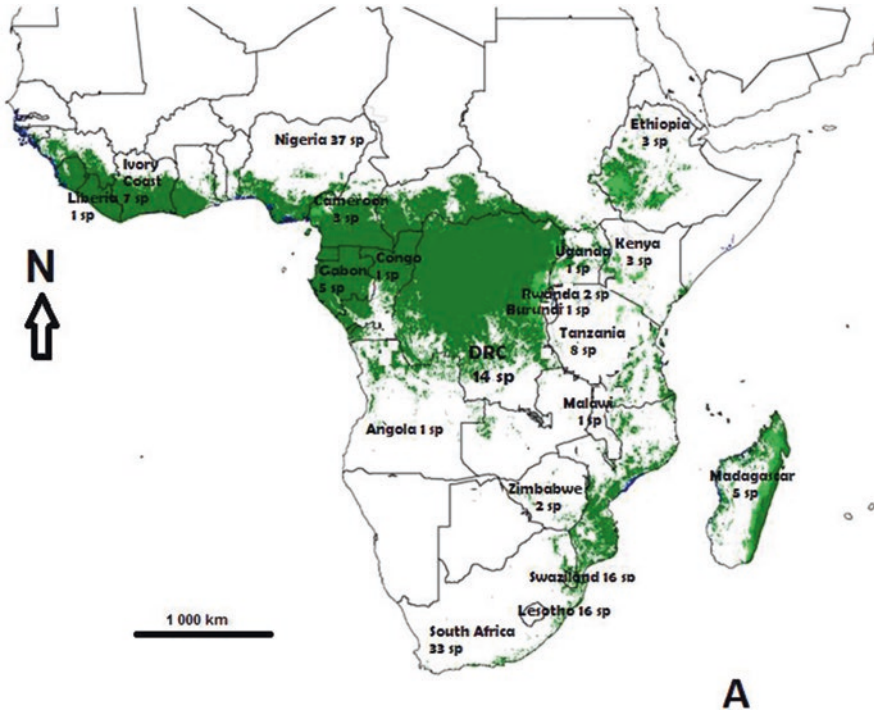 Ethiopia
3 sp
Nigeria 37 sp
Ivory
Coast
7 sp
Liberia
1 sp
Cameroon
3 sp
N
Gabon
5 sp
Congo
1 sp
Uganda
1 sp
Kenya
3 sp
Rwanda 2 sp
Burundi 1 sp
Tanzania
8 sp
DRC
14 sp
Malawi
1 sp
Angola 1 sp
Madagascar
5 sp
Zimbabwe
2 sp
Swaziland 16 sp
Lesotho 16 sp
1 000 km
South Africa
33 sp
A